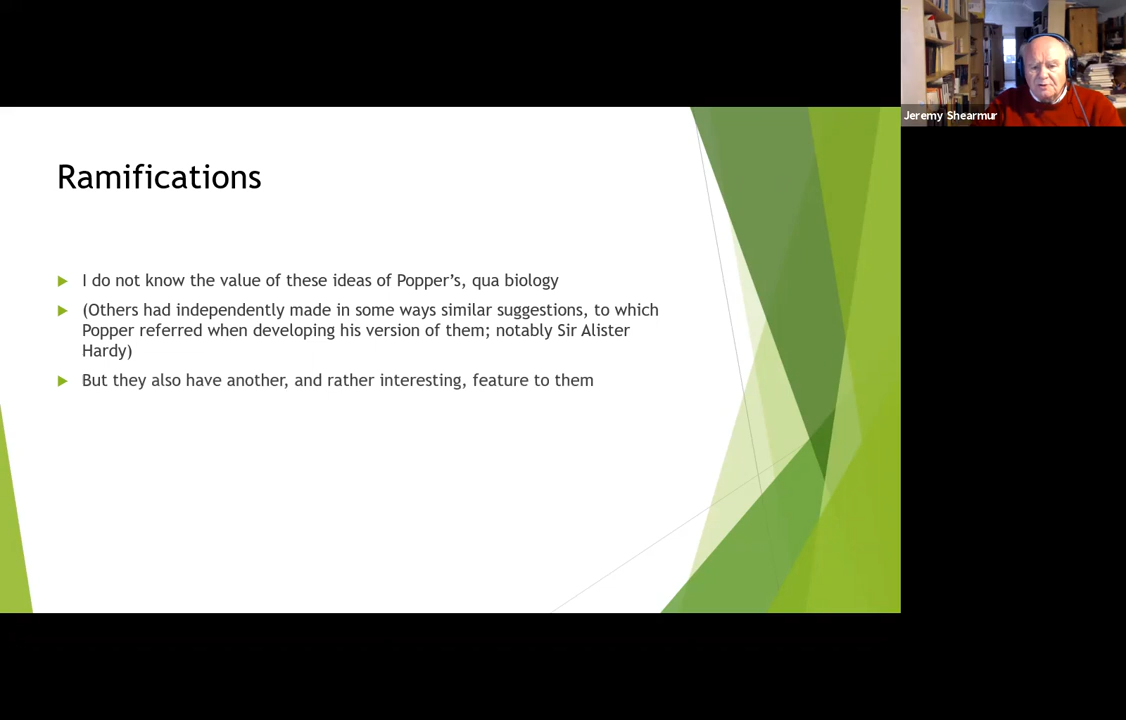 Jeremy Shearmur
Ramifications
I do not know the value of these ideas of Popper's, qua biology
(Others had independently made in some ways similar suggestions, to which
Popper referred when developing his version of them; notably Sir Alister
Hardy)
But they also have another, and rather interesting, feature to them